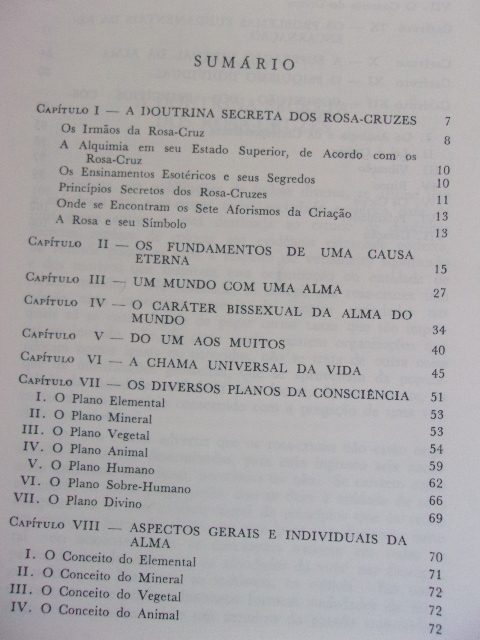 SUMÁRIO
CAPÍTULO I — A DOUTRINA SECRETA DOS ROSA-CRUZES 7
Os Irmãos da Rosa-Cruz 8
A Alquimia em seu Estado Superior, de Acordo com os
Rosa-Cruz 10
Os Ensinamentos Esotéricos e seus Segredos 10
Princípios Secretos dos Rosa-Cruzes 11
Onde se Encontram os Sete Aforismos da Criação 13
A Rosa e seu Símbolo 13
CAPÍTULO II — OS FUNDAMENTOS DE UMA CAUSA
ETERNA 15
CAPÍTULO III — UM MUNDO COM UMA ALMA 27
CAPÍTULO IV — O CARÁTER BISSEXUAL DA ALMA DO
MUNDO 34
CAPÍTULO V — DO UM AOS MUITOS 40
CAPÍTULO VI — A CHAMA UNIVERSAL DA VIDA 45
CAPÍTULO VII — OS DIVERSOS PLANOS DA CONSCIÊNCIA 51
I. O Plano Elemental 53
II. O Plano Mineral 53
III. O Plano Vegetal 54
IV. O Plano Animal 59
V. O Plano Humano 62
VI. O Plano Sobre-Humano 66
VII. O Plano Divino 69
CAPÍTULO VIII — ASPECTOS GERAIS E INDIVIDUAIS DA
ALMA 70
I. O Conceito do Elemental 71
II. O Conceito do Mineral 72
III. O Conceito do Vegetal 72
IV. O Conceito do Animal 72